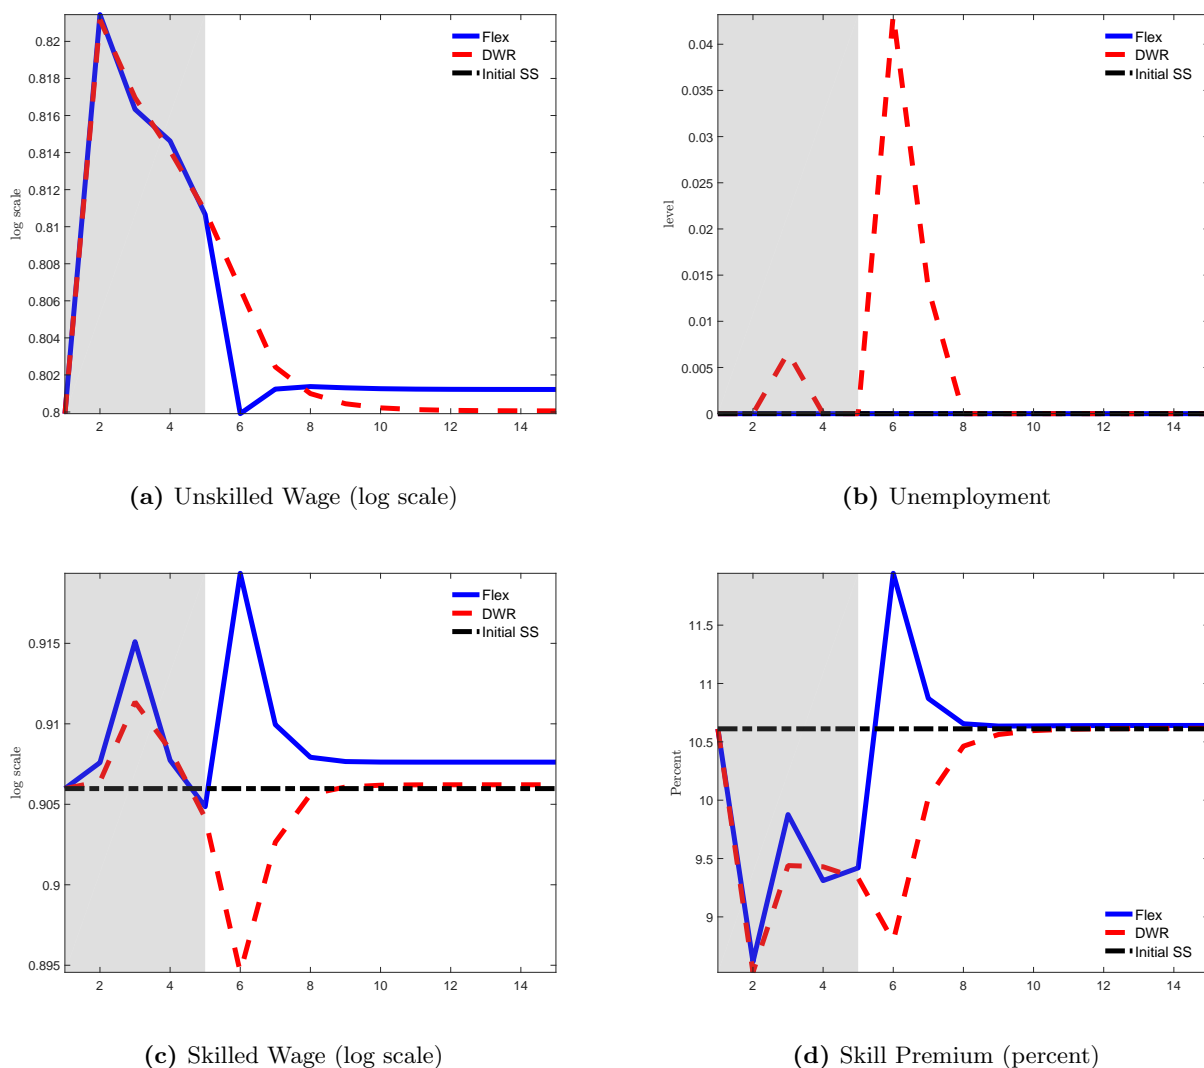 Flex
DWR
Initial SS
log scale
0.82
0.818
0.816
0.814
0.812
0.81
0.808
0.806
0.804
0.802
0.8
2 4 6 8 10 12 14
(a) Unskilled Wage (log scale)
Flex
DWR
Initial SS
level
0.04
0.035
0.03
0.025
0.02
0.015
0.01
0.005
0
2 4 6 8 10 12 14
(b) Unemployment
Flex
DWR
Initial SS
log scale
0.915
0.91
0.905
0.9
0.895
2 4 6 8 10 12 14
(c) Skilled Wage (log scale)
Percent
11.5
11
10.5
10
9.5
9
Flex
DWR
Initial SS
2 4 6 8 10 12 14
(d) Skill Premium (percent)